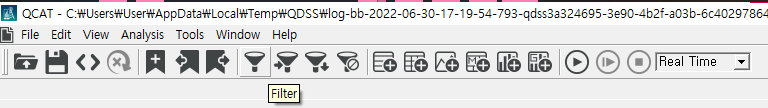 QCAT - C:₩Users₩User₩AppData₩Local₩Temp₩QDSS₩log-bb-2022-06-30-17-19-54-793-qdss3a324695-3e90-4b2f-a03b-6c40297864
File Edit View Analysis Tools Window Help
Real Time
Filter